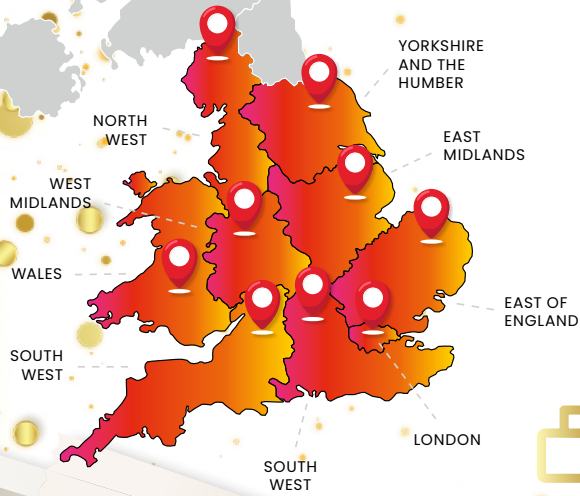 YORKSHIRE
AND THE
HUMBER
NORTH
WEST
EAST
MIDLANDS
WEST
MIDLANDS
WALES
EAST OF
ENGLAND
SOUTH
WEST
LONDON
SOUTH
WEST